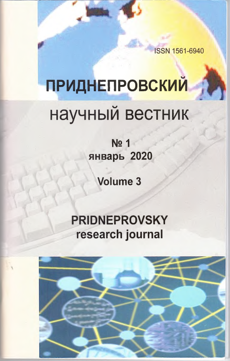 ISSN 1561-6940
ПРИДНЕПРОВСКИЙ
научный вестник
№ 1
январь 2020
Volume 3
PRIDNEPROVSKY
research journal